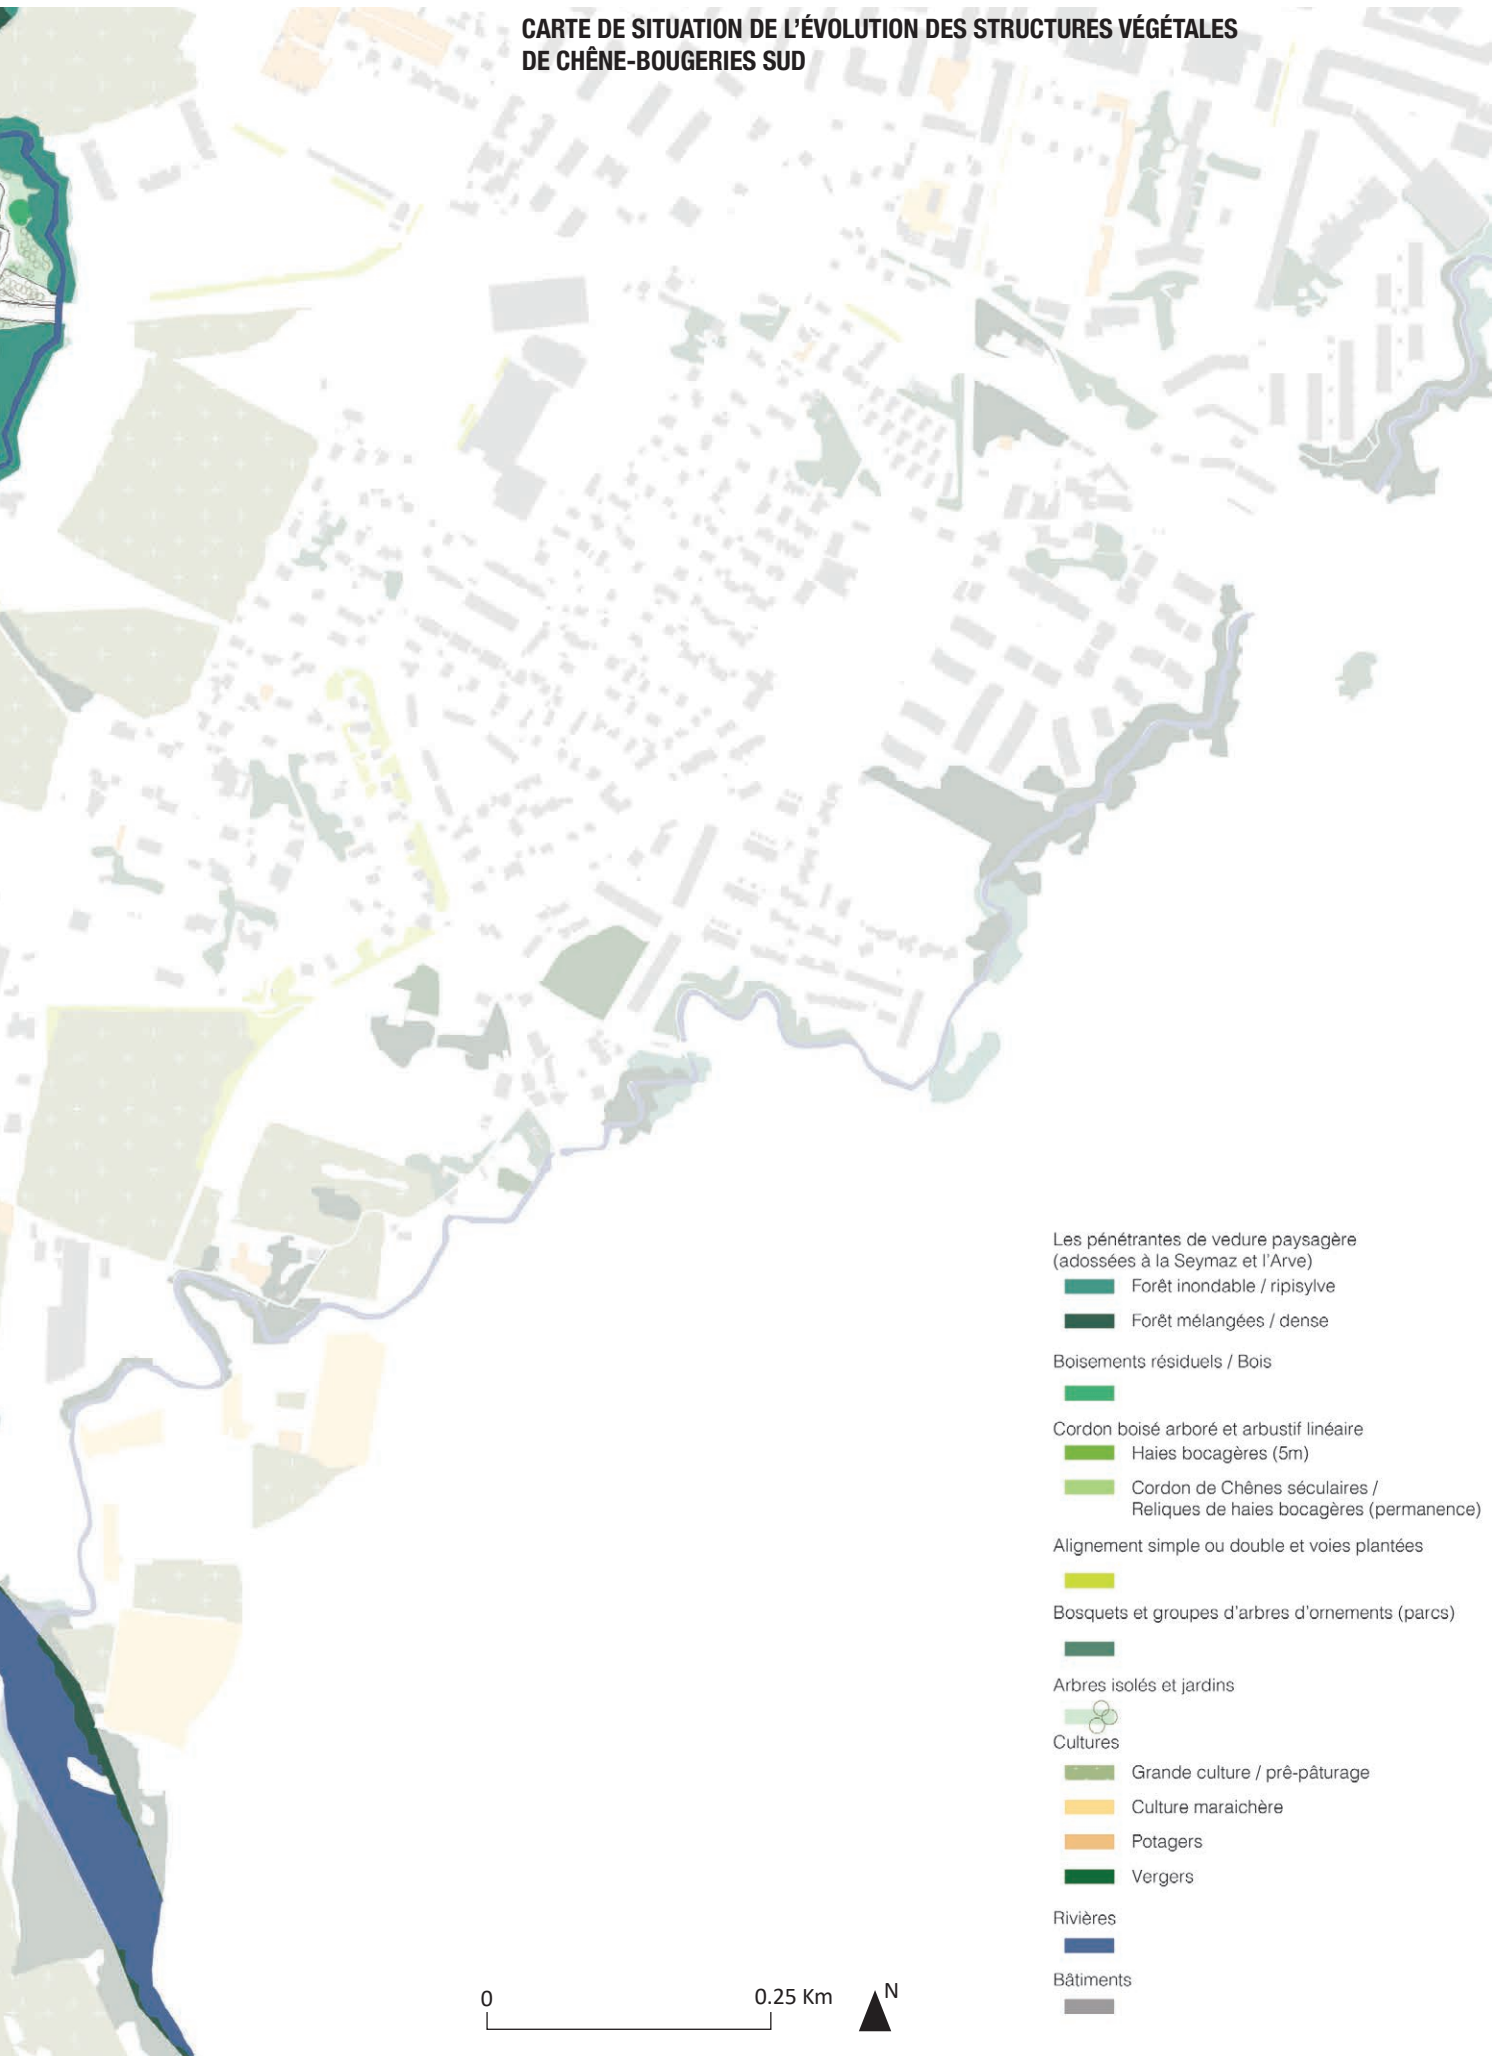 CARTE DE SITUATION DE L'ÉVOLUTION DES STRUCTURES VÉGÉTALES
DE CHÊNE-BOUGERIES SUD
Les pénétrantes de vedure paysagère
(adossées à la Seymaz et l'Arve)
Forêt inondable / ripisylve
Forêt mélangées / dense
Boisements résiduels / Bois
Cordon boisé arboré et arbustif linéaire
Haies bocagères (5m)
Cordon de Chênes séculaires /
Reliques de haies bocagères (permanence)
Alignement simple ou double et voies plantées
Bosquets et groupes d'arbres d'ornements (parcs)
Arbres isolés et jardins
Cultures
Grande culture / prê-pâturage
Culture maraichère
Potagers
Vergers
Rivières
Bâtiments
0 0.25 Km N